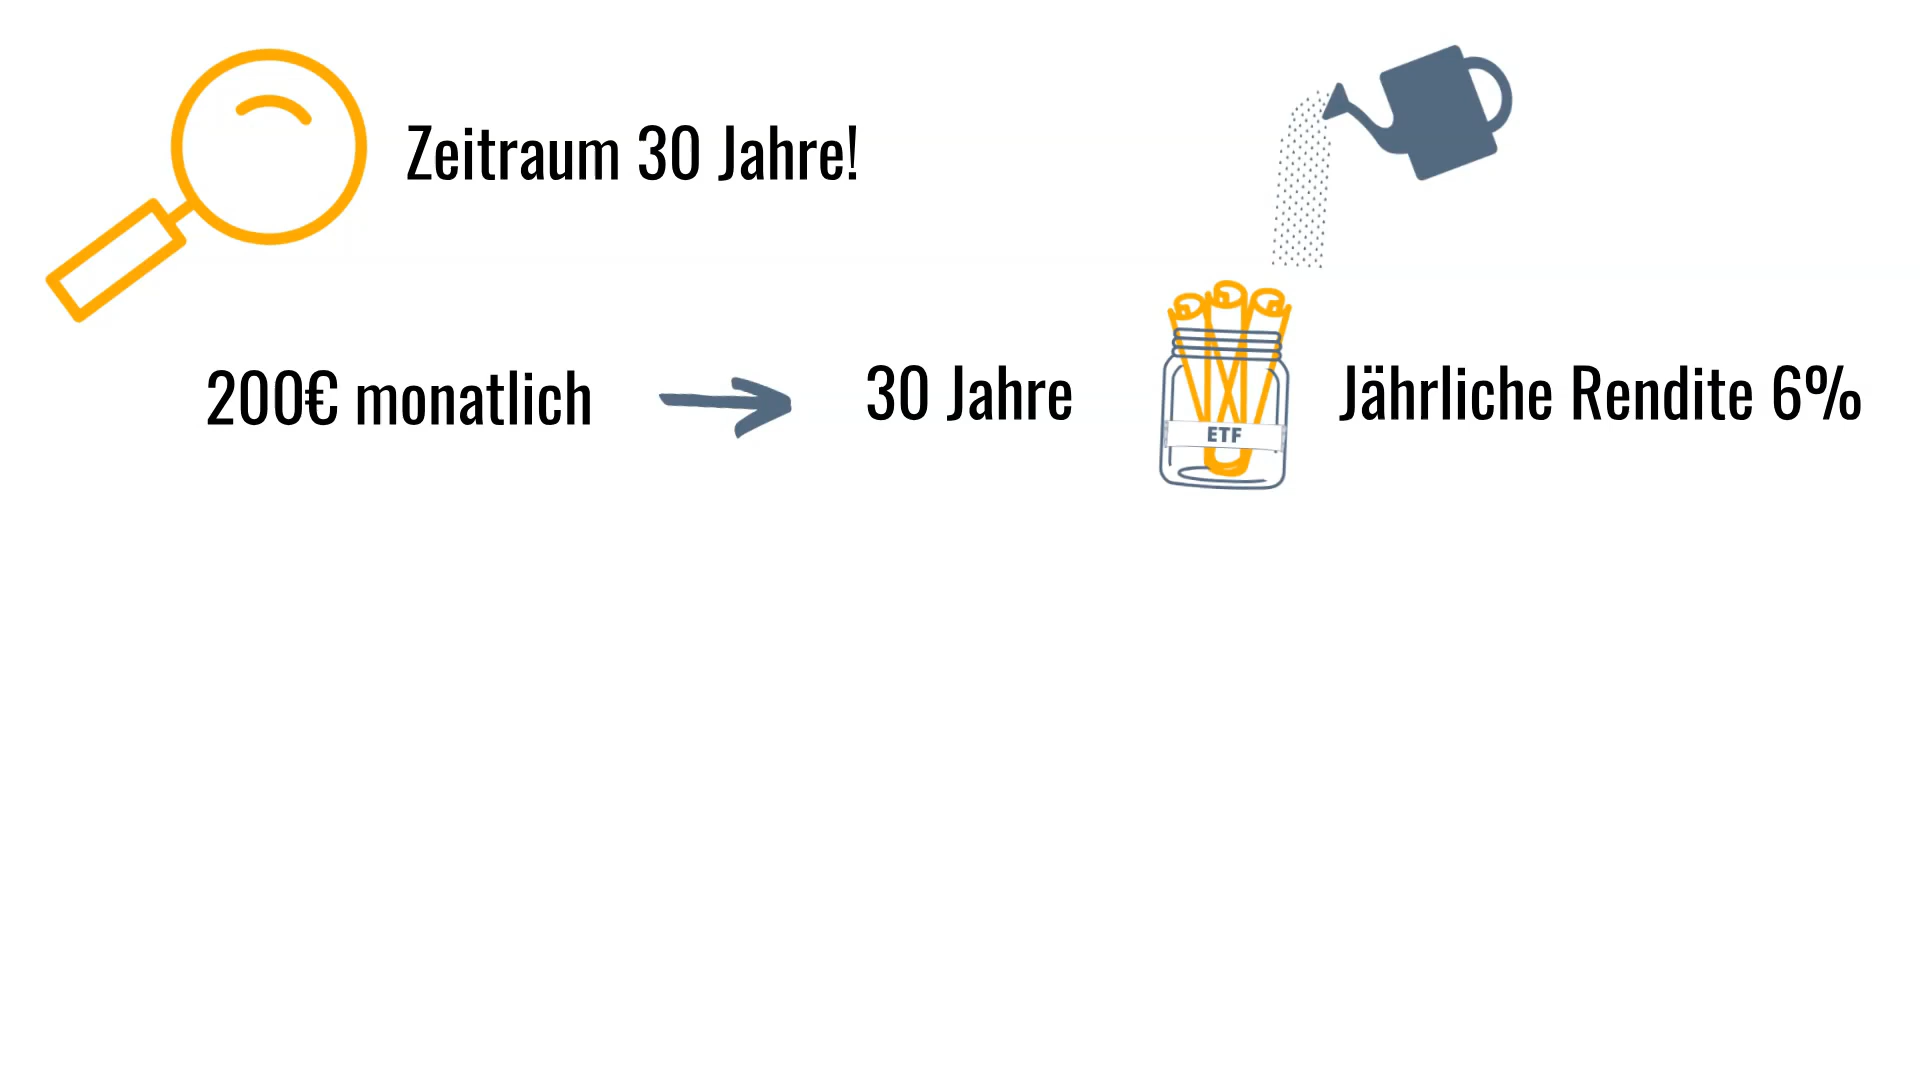 Zeitraum 30 Jahre!
200€ monatlich
30 Jahre
ETF
Jährliche Rendite 6%